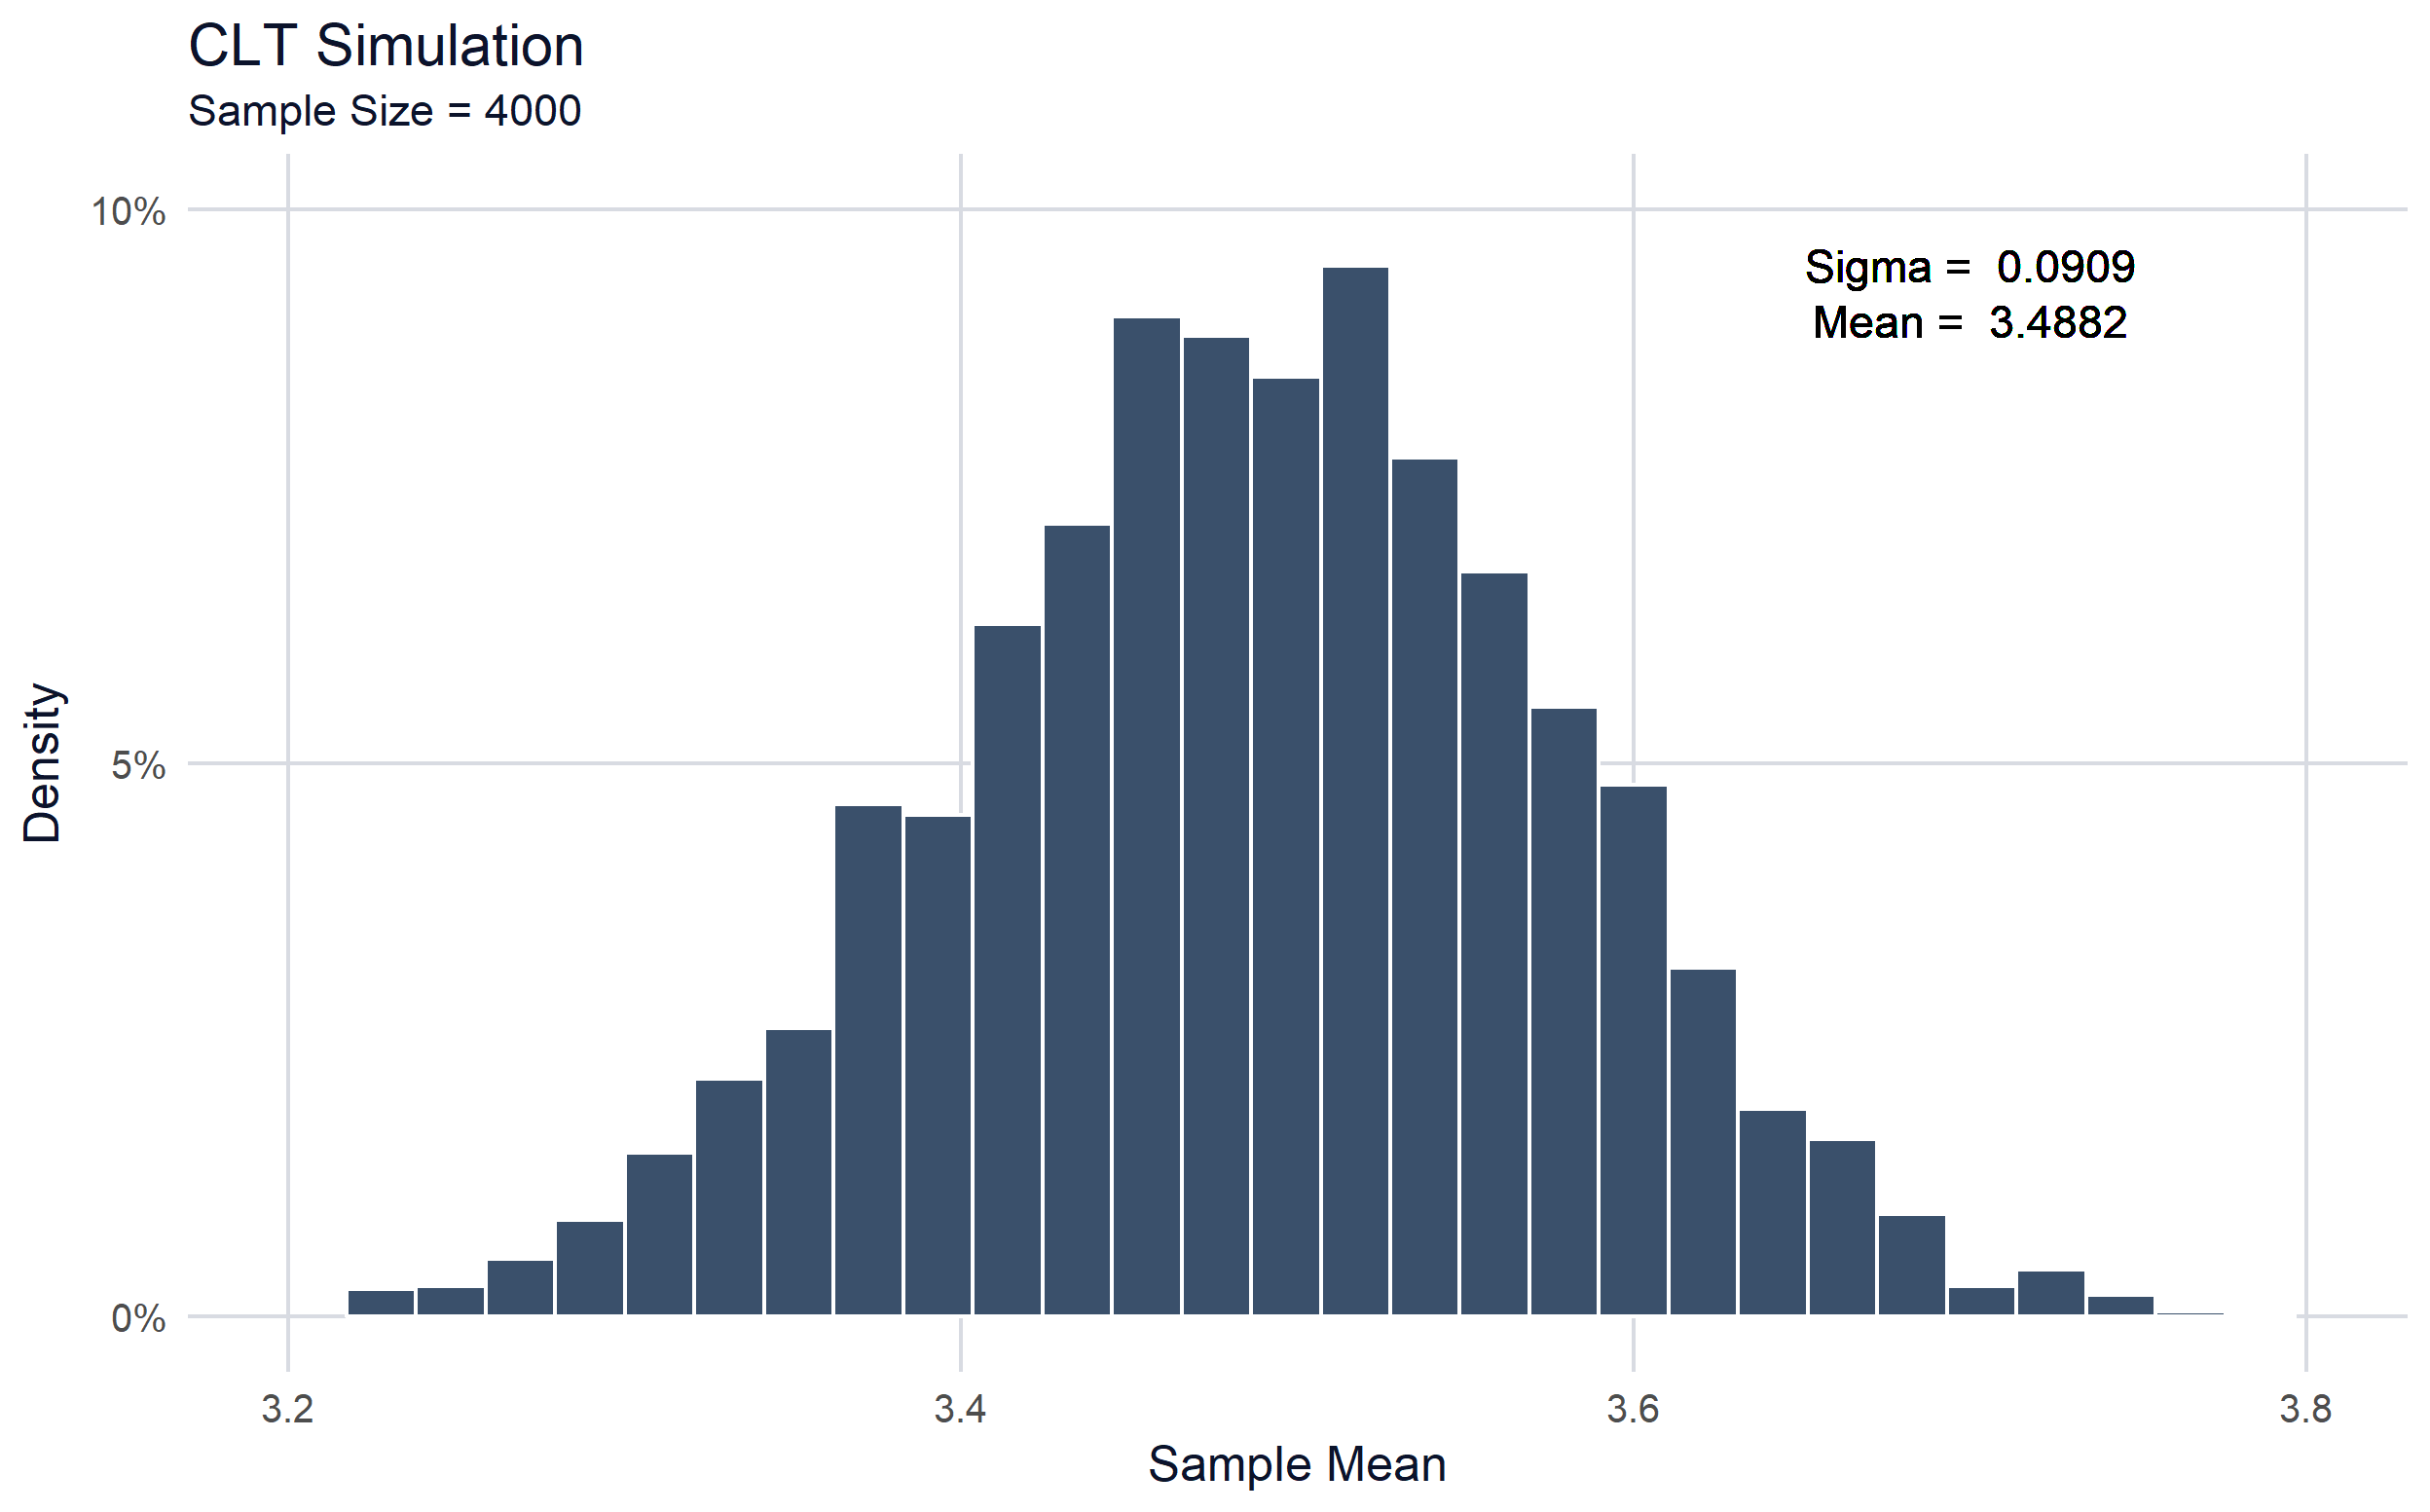 CLT Simulation
Sample Size = 4000
10%
Sigma =  0.0909
Mean =  3.4882
5%
Density
0%
3.2 3.4 3.6 3.8
Sample Mean